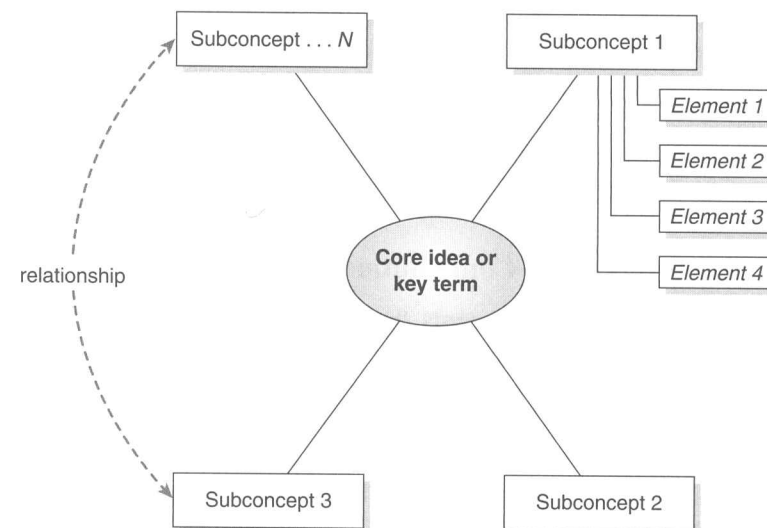 Subconcept . . . N
Subconcept 1
Element 1
Element 2
Element 3
Element 4
Core idea or
key term
relationship
Subconcept 3
Subconcept 2